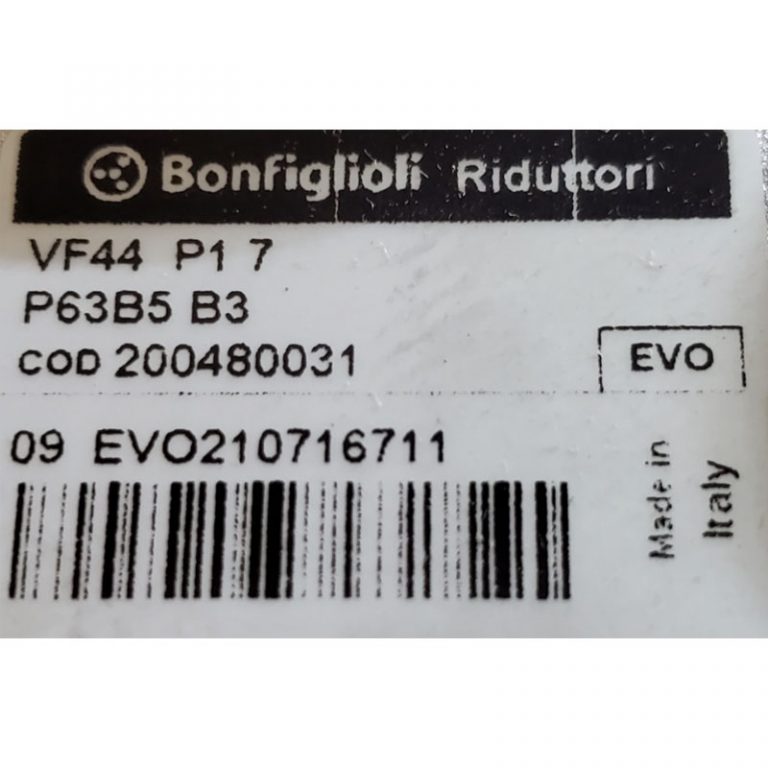 Bonfiglioli Riduttori
VF44 P1 7
P63B5 B3
COD 200480031
EVO
09 EVO210716711
Made in
Italy